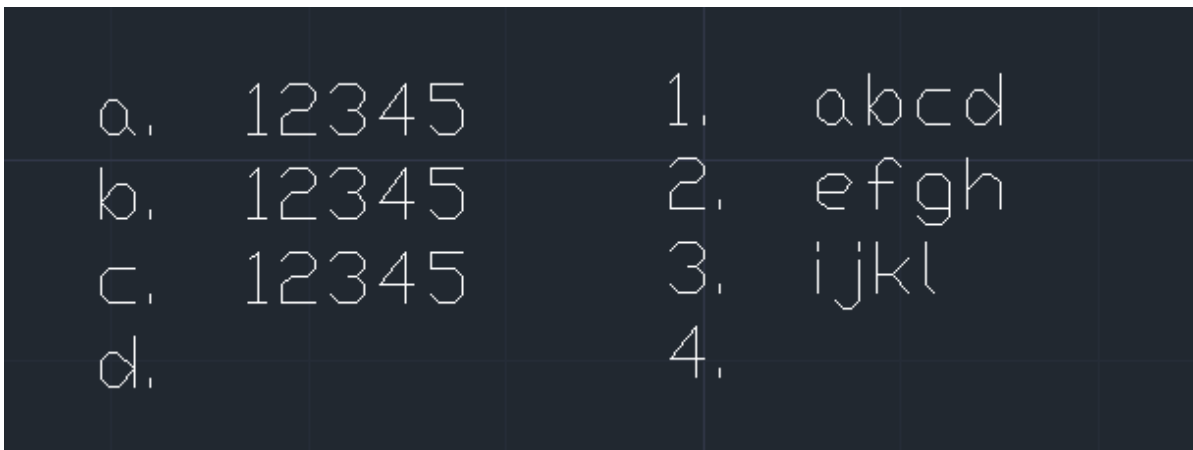 a. 12345
b. 12345
c. 12345
d.
1. abcd
2. efgh
3. ijkl
4.